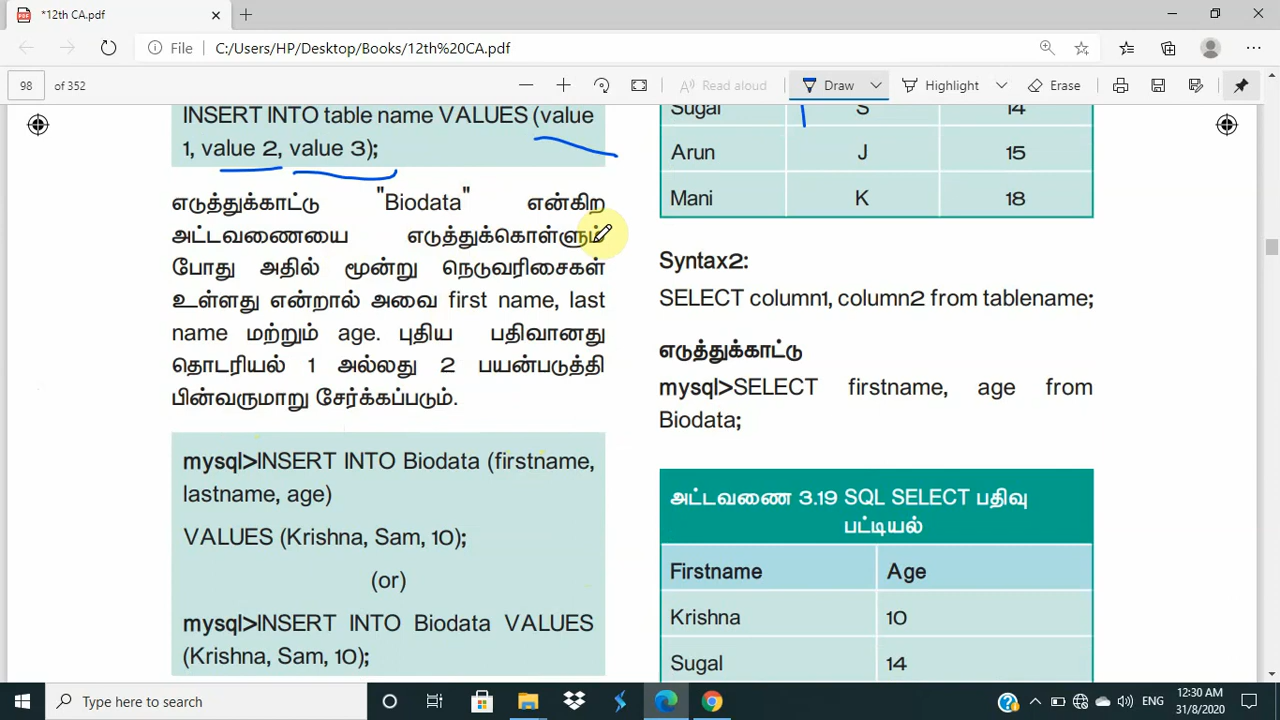 *12th CA.pdf
File
C:/Users/HP/Desktop/Books/12th%20CA.pdf
98 of 352
Read aloud
Draw
Highlight
Erase
INSERT INTO table name VALUES (value
1, value 2, value 3);
எடுத்துக்காட்டு "Biodata" என்கிற
அட்டவணையை எடுத்துக்கொள்ளும்
போது அதில் மூன்று நெடுவரிசைகள்
உள்ளது என்றால் அவை first name, last
name மற்றும் age. புதிய பதிவானது
தொடரியல் 1 அல்லது 2 பயன்படுத்தி
பின்வருமாறு சேர்க்கப்படும்.
mysql>INSERT INTO Biodata (firstname,
lastname, age)
VALUES (Krishna, Sam, 10);
(or)
mysql>INSERT INTO Biodata VALUES
(Krishna, Sam, 10);
Sugal S 14
Arun J 15
Mani K 18
Syntax2:
SELECT column1, column2 from tablename;
எடுத்துக்காட்டு
mysql>SELECT firstname, age from
Biodata;
அட்டவணை 3.19 SQL SELECT பதிவு
பட்டியல்
Firstname Age
Krishna 10
Sugal 14
Type here to search
ENG
12:30 AM
31/8/2020